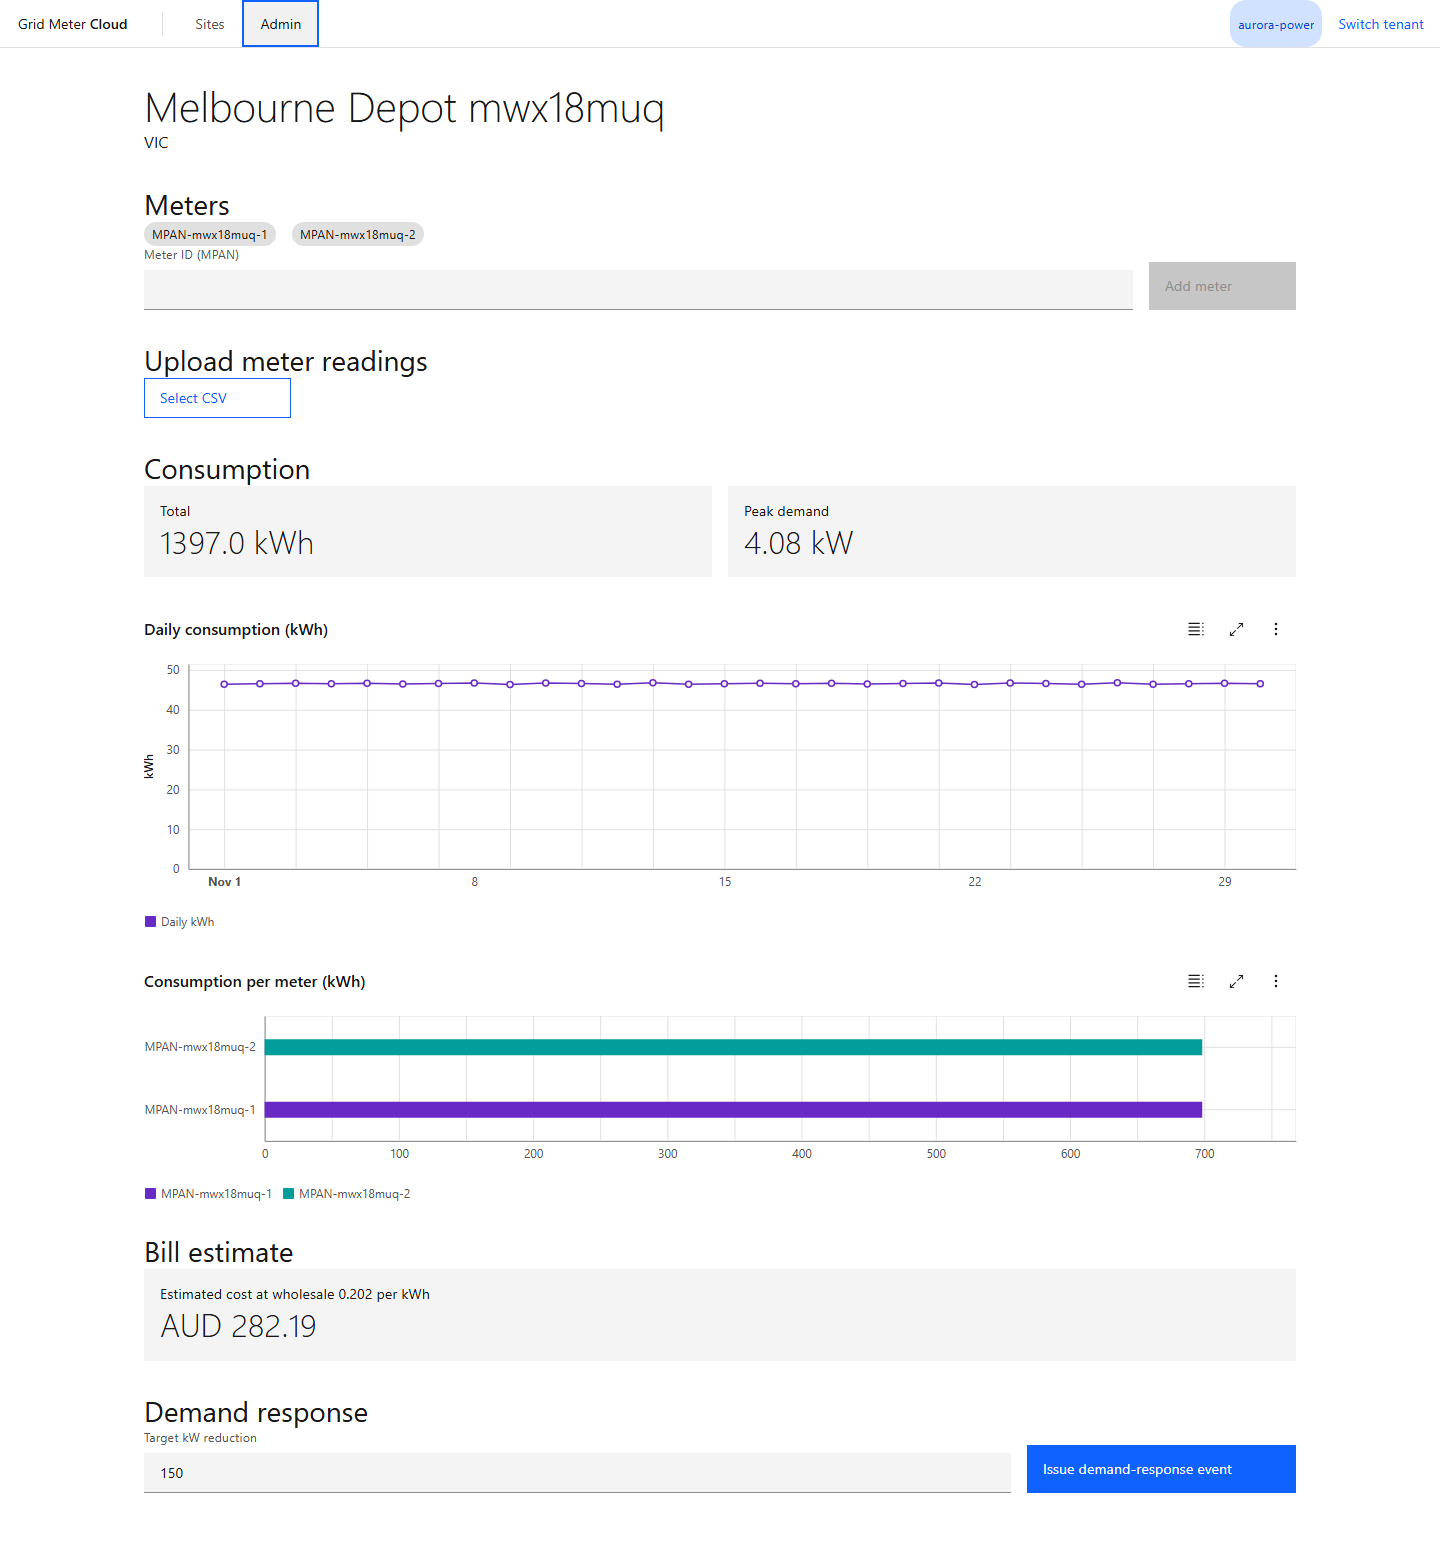 Grid Meter Cloud
Sites
Admin
aurora-power
Switch tenant
Melbourne Depot mwx18muq
VIC
Meters
MPAN-mwx18muq-1
MPAN-mwx18muq-2
Meter ID (MPAN)
Add meter
Upload meter readings
Select CSV
Consumption
Total
1397.0 kWh
Peak demand
4.08 kW
Daily consumption (kWh)
kWh
50
40
30
20
10
0
Nov 1
8
15
22
29
Daily kWh
Consumption per meter (kWh)
MPAN-mwx18muq-2
MPAN-mwx18muq-1
0
100
200
300
400
500
600
700
MPAN-mwx18muq-1
MPAN-mwx18muq-2
Bill estimate
Estimated cost at wholesale 0.202 per kWh
AUD 282.19
Demand response
Target kW reduction
150
Issue demand-response event